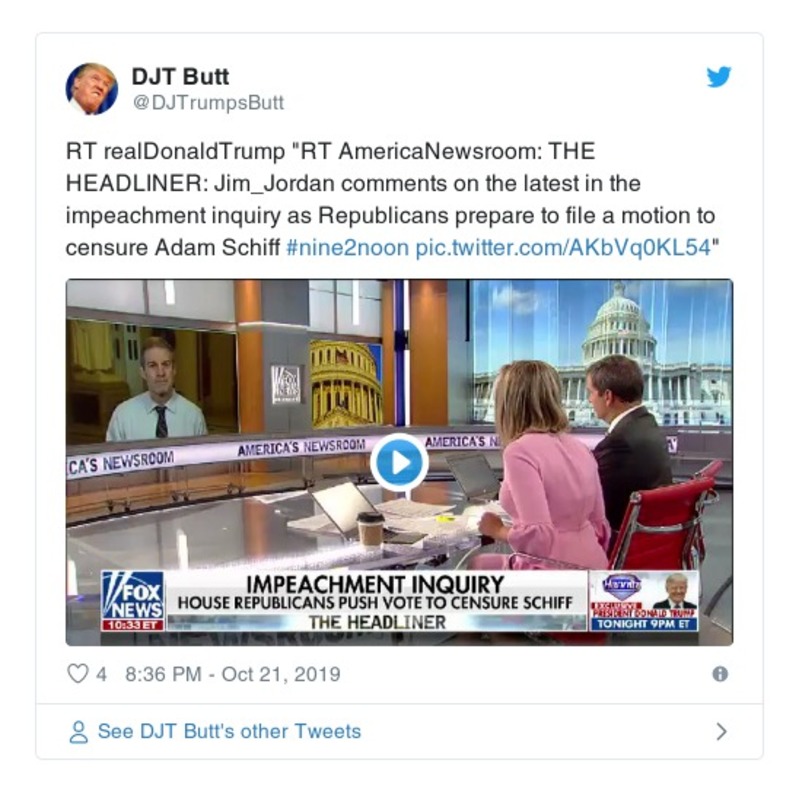 DJT Butt
@DJTrumpsButt
RT realDonaldTrump "RT AmericaNewsroom: THE
HEADLINER: Jim_Jordan comments on the latest in the
impeachment inquiry as Republicans prepare to file a motion to
censure Adam Schiff #nine2noon pic.twitter.com/AKbVq0KL54"
CA'S NEWSROOM
AMERICA'S NEWSROOM
AMERICA'S N
FOX
NEWS
10:33 ET
IMPEACHMENT INQUIRY
HOUSE REPUBLICANS PUSH VOTE TO CENSURE SCHIFF
THE HEADLINER
Hannity
EXCLUSIVE
PRESIDENT DONALD TRUMP
TONIGHT 9PM ET
4 8:36 PM - Oct 21, 2019
See DJT Butt's other Tweets